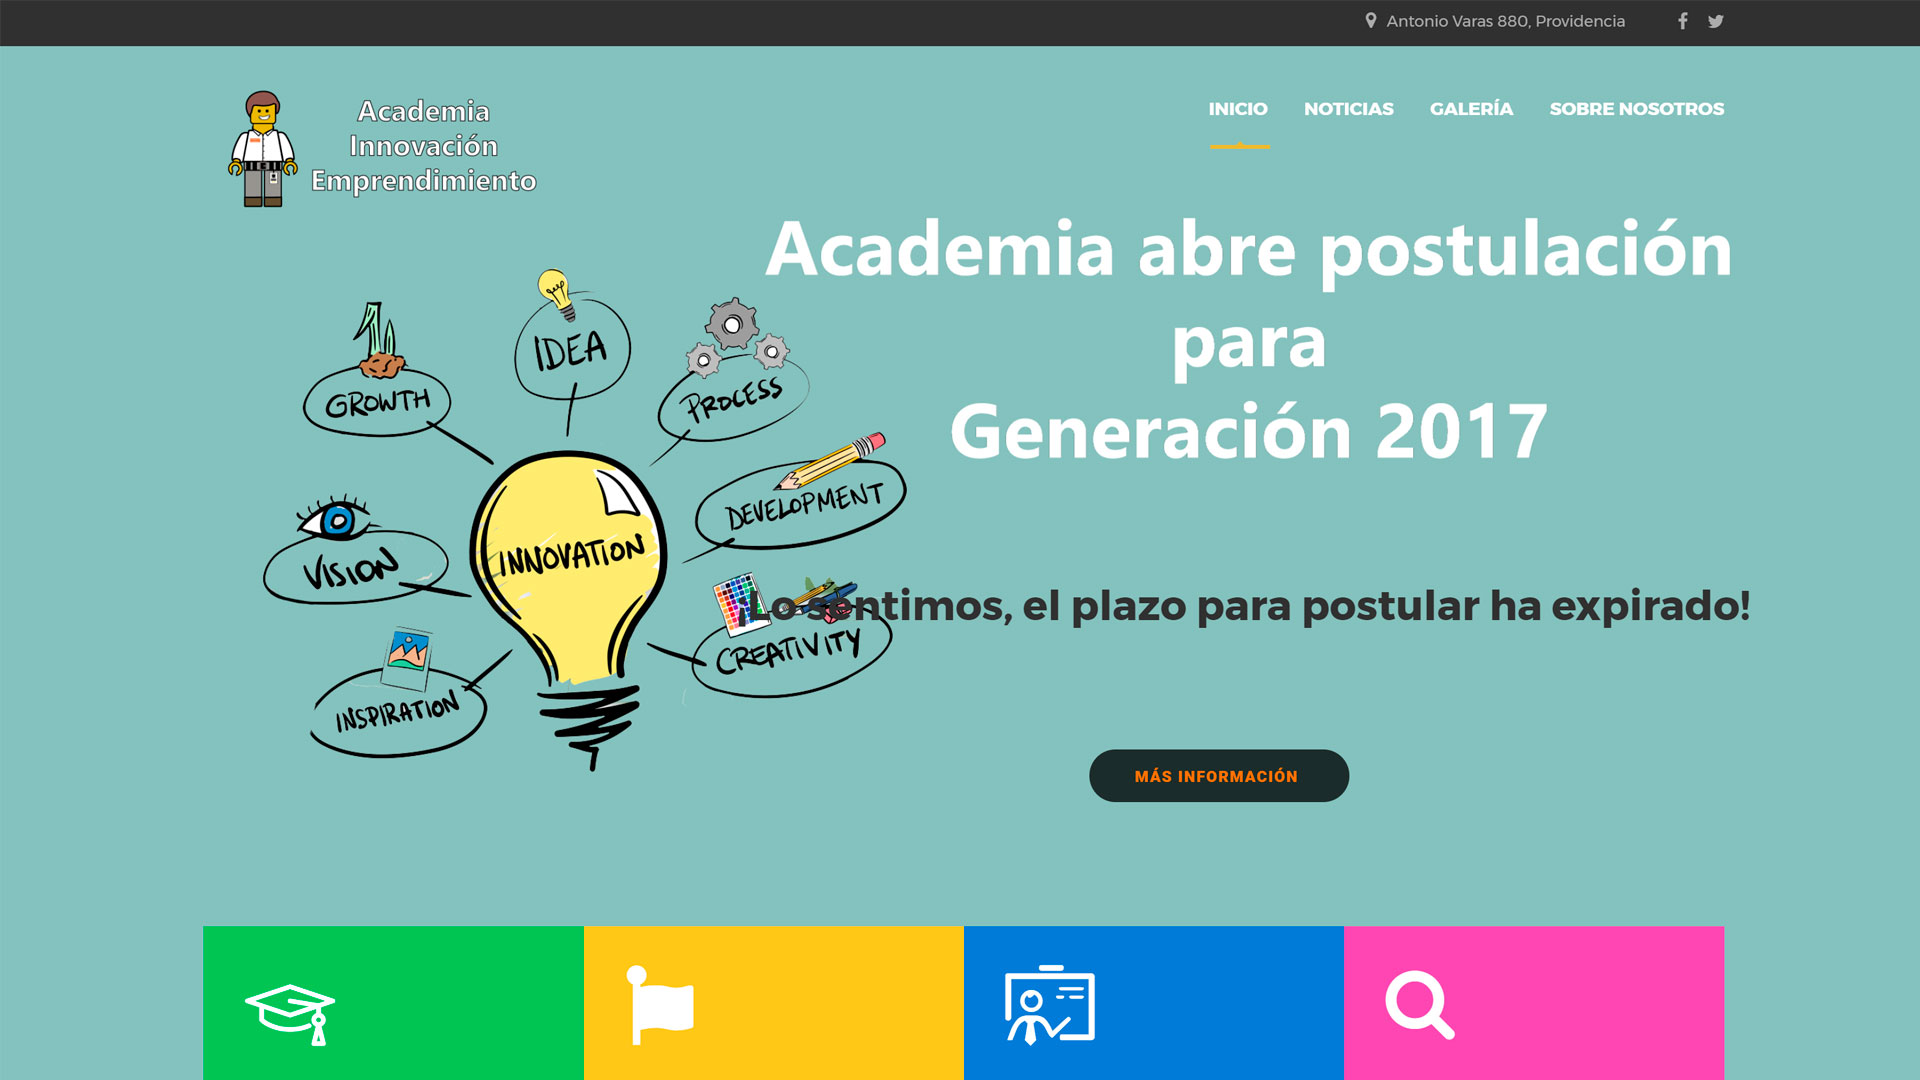 Antonio Varas 880, Providencia
Academia
Innovación
Emprendimiento
INICIO
NOTICIAS
GALERÍA
SOBRE NOSOTROS
Academia abre postulación
para
Generación 2017
IDEA
GROWTH
PROCESS
DEVELOPMENT
INNOVATION
VISION
CREATIVITY
INSPIRATION
¡Lo sentimos, el plazo para postular ha expirado!
MÁS INFORMACIÓN